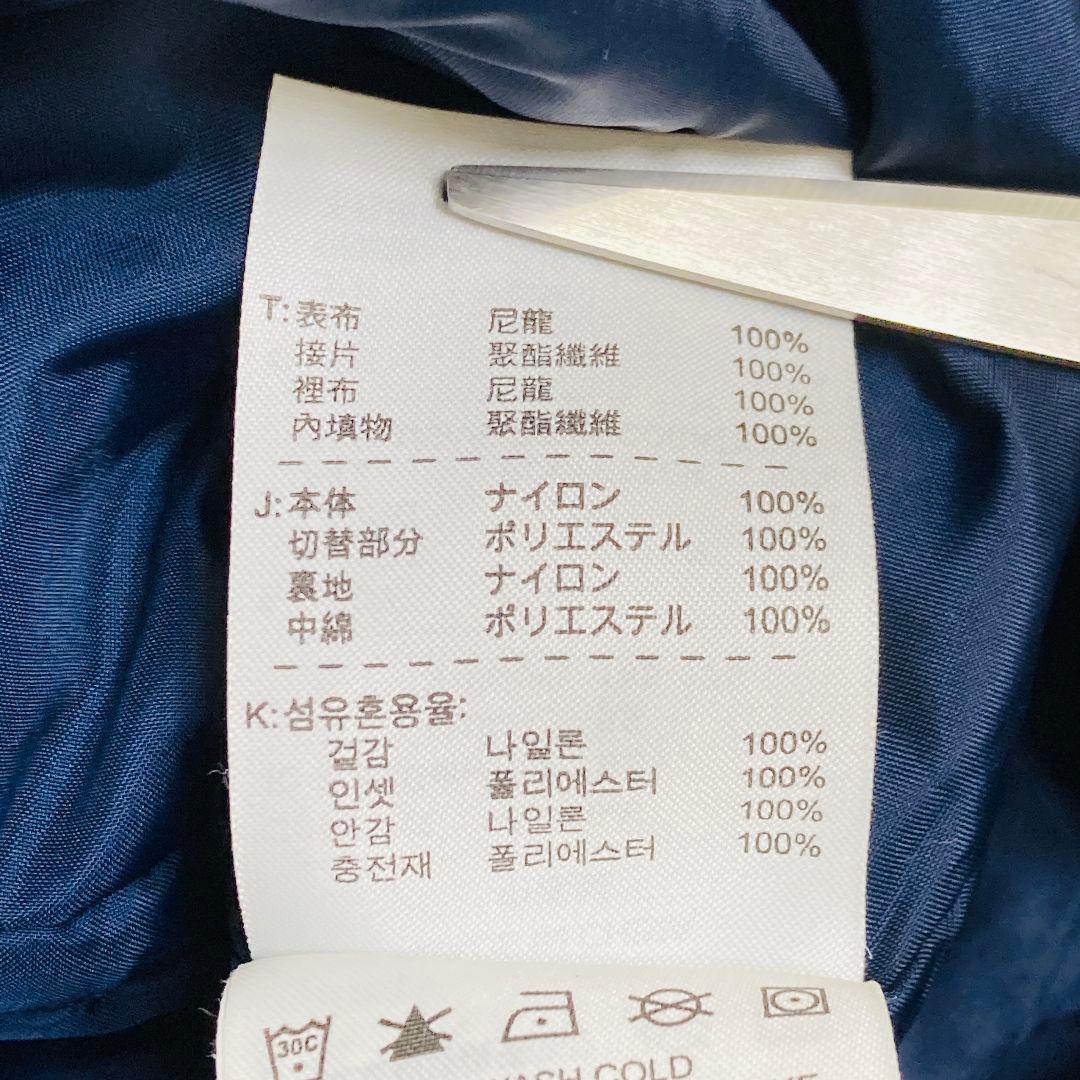 T:表布 尼龍 100%
接片 聚酯纖維 100%
裡布 尼龍 100%
內填物 聚酯纖維 100%
J:本体 ナイロン 100%
切替部分 ポリエステル 100%
裏地 ナイロン 100%
中綿 ポリエステル 100%
K:섬유혼용율:
겉감 나일론 100%
인셋 폴리에스터 100%
안감 나일론 100%
충전재 폴리에스터 100%
30C
WASH COLD